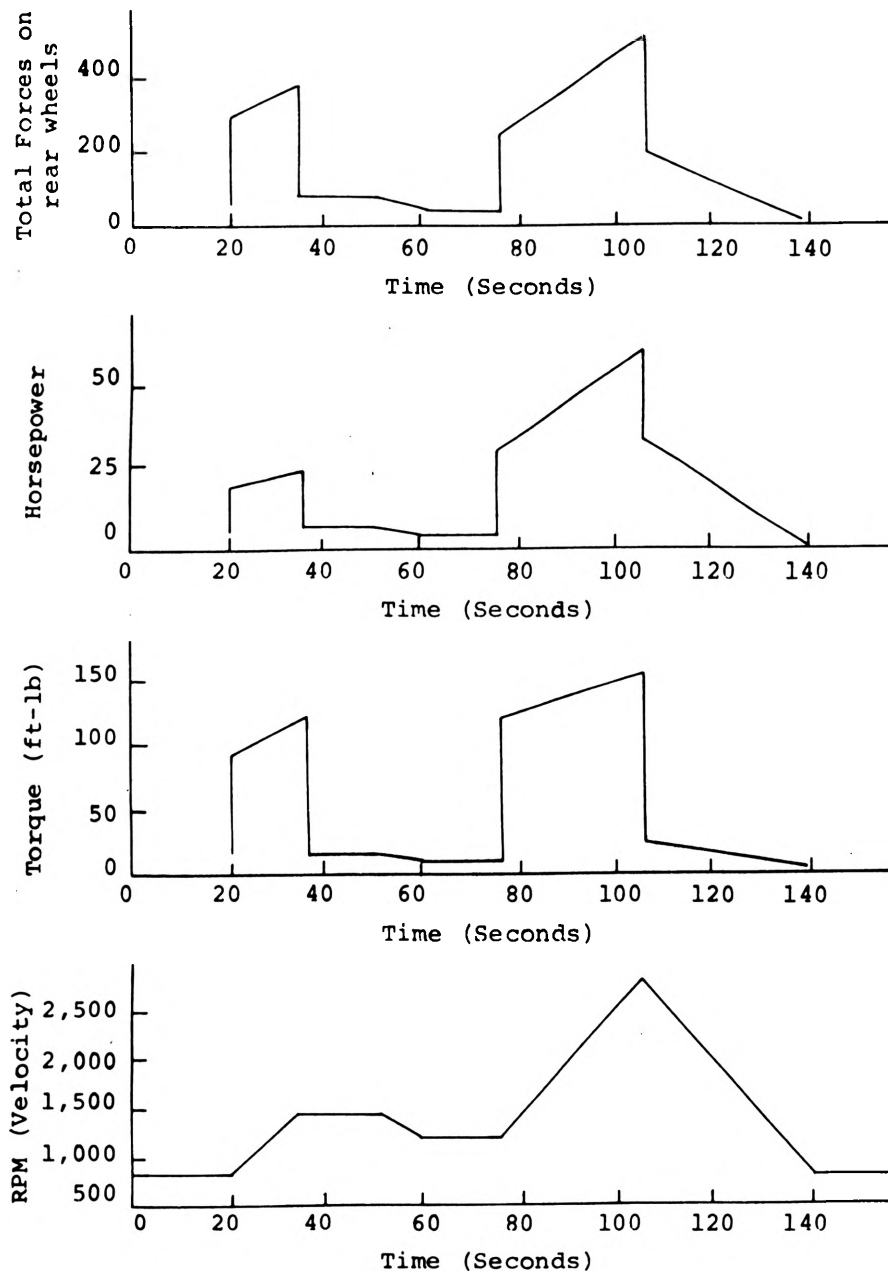 Total Forces on
rear wheels
400
200
0
0 20 40 60 80 100 120 140
Time (Seconds)
Horsepower
50
25
0
0 20 40 60 80 100 120 140
Time (Seconds)
Torque (ft-lb)
150
100
50
0
0 20 40 60 80 100 120 140
Time (Seconds)
RPM (Velocity)
2,500
2,000
1,500
1,000
500
0 20 40 60 80 100 120 140
Time (Seconds)